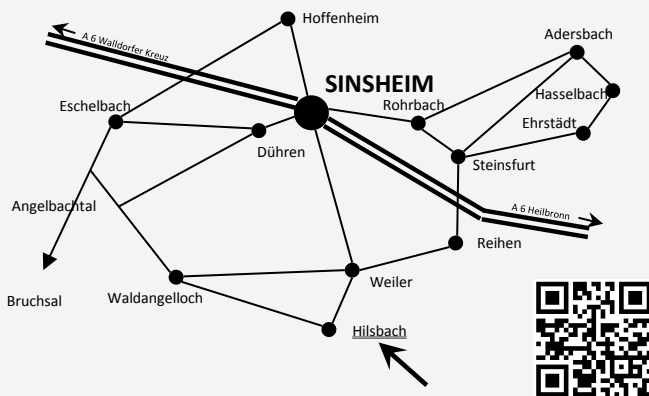 Hoffenheim
A 6 Walldorfer Kreuz
Adersbach
SINSHEIM
Hasselbach
Eschelbach
Rohrbach
Ehrstädt
Dühren
Steinsfurt
Angelbachtal
A 6 Heilbronn
Reihen
Weiler
Bruchsal
Waldangelloch
Hilsbach